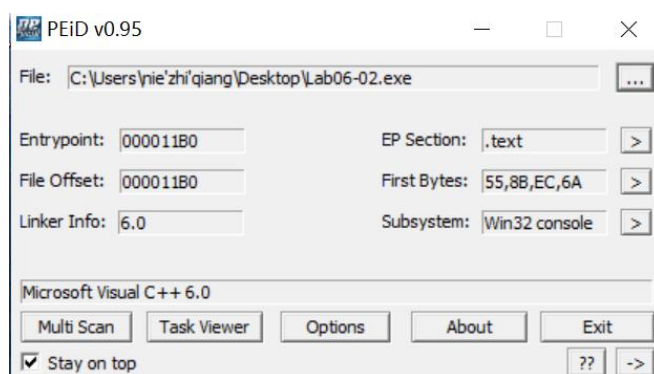 PEiD v0.95
File: C:\Users\nie'zhi'qiang\Desktop\Lab06-02.exe ...
Entrypoint: 000011B0 EP Section: .text >
File Offset: 000011B0 First Bytes: 55,8B,EC,6A >
Linker Info: 6.0 Subsystem: Win32 console >
Microsoft Visual C++ 6.0
Multi Scan Task Viewer Options About Exit
Stay on top ?? ->